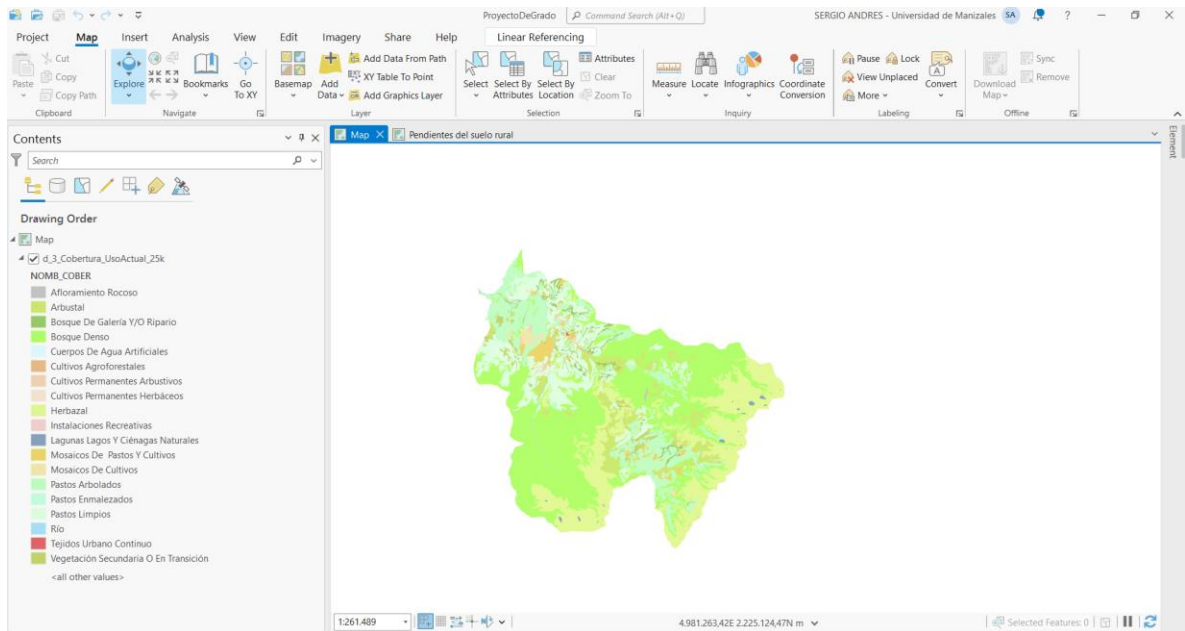 ProyectoDeGrado
Command Search (Alt+Q)
SERGIO ANDRES - Universidad de Manizales
SA
?
Project Map Insert Analysis View Edit Imagery Share Help Linear Referencing
Cut
Copy
Copy Path
Paste
Clipboard
Explore
Bookmarks
Go To XY
Navigate
Basemap
Add Data
Add Data From Path
XY Table To Point
Add Graphics Layer
Layer
Select
Select By Attributes
Select By Location
Attributes
Clear
Zoom To
Selection
Measure
Locate
Infographics
Coordinate Conversion
Inquiry
Pause
Lock
View Unplaced
More
Convert
Labeling
Download Map
Sync
Remove
Offline
Contents
Search
Drawing Order
Map
d_3_Cobertura_UsoActual_25k
NOMB_COBER
Afloramiento Rocoso
Arbustal
Bosque De Galería Y/O Ripario
Bosque Denso
Cuerpos De Agua Artificiales
Cultivos Agroforestales
Cultivos Permanentes Arbustivos
Cultivos Permanentes Herbáceos
Herbazal
Instalaciones Recreativas
Lagunas Lagos Y Ciénagas Naturales
Mosaicos De Pastos Y Cultivos
Mosaicos De Cultivos
Pastos Arbolados
Pastos Enmalezados
Pastos Limpios
Río
Tejidos Urbano Continuo
Vegetación Secundaria O En Transición
<all other values>
Map
Pendientes del suelo rural
Element
1:261.489
4.981.263,42E 2.225.124,47N m
Selected Features: 0